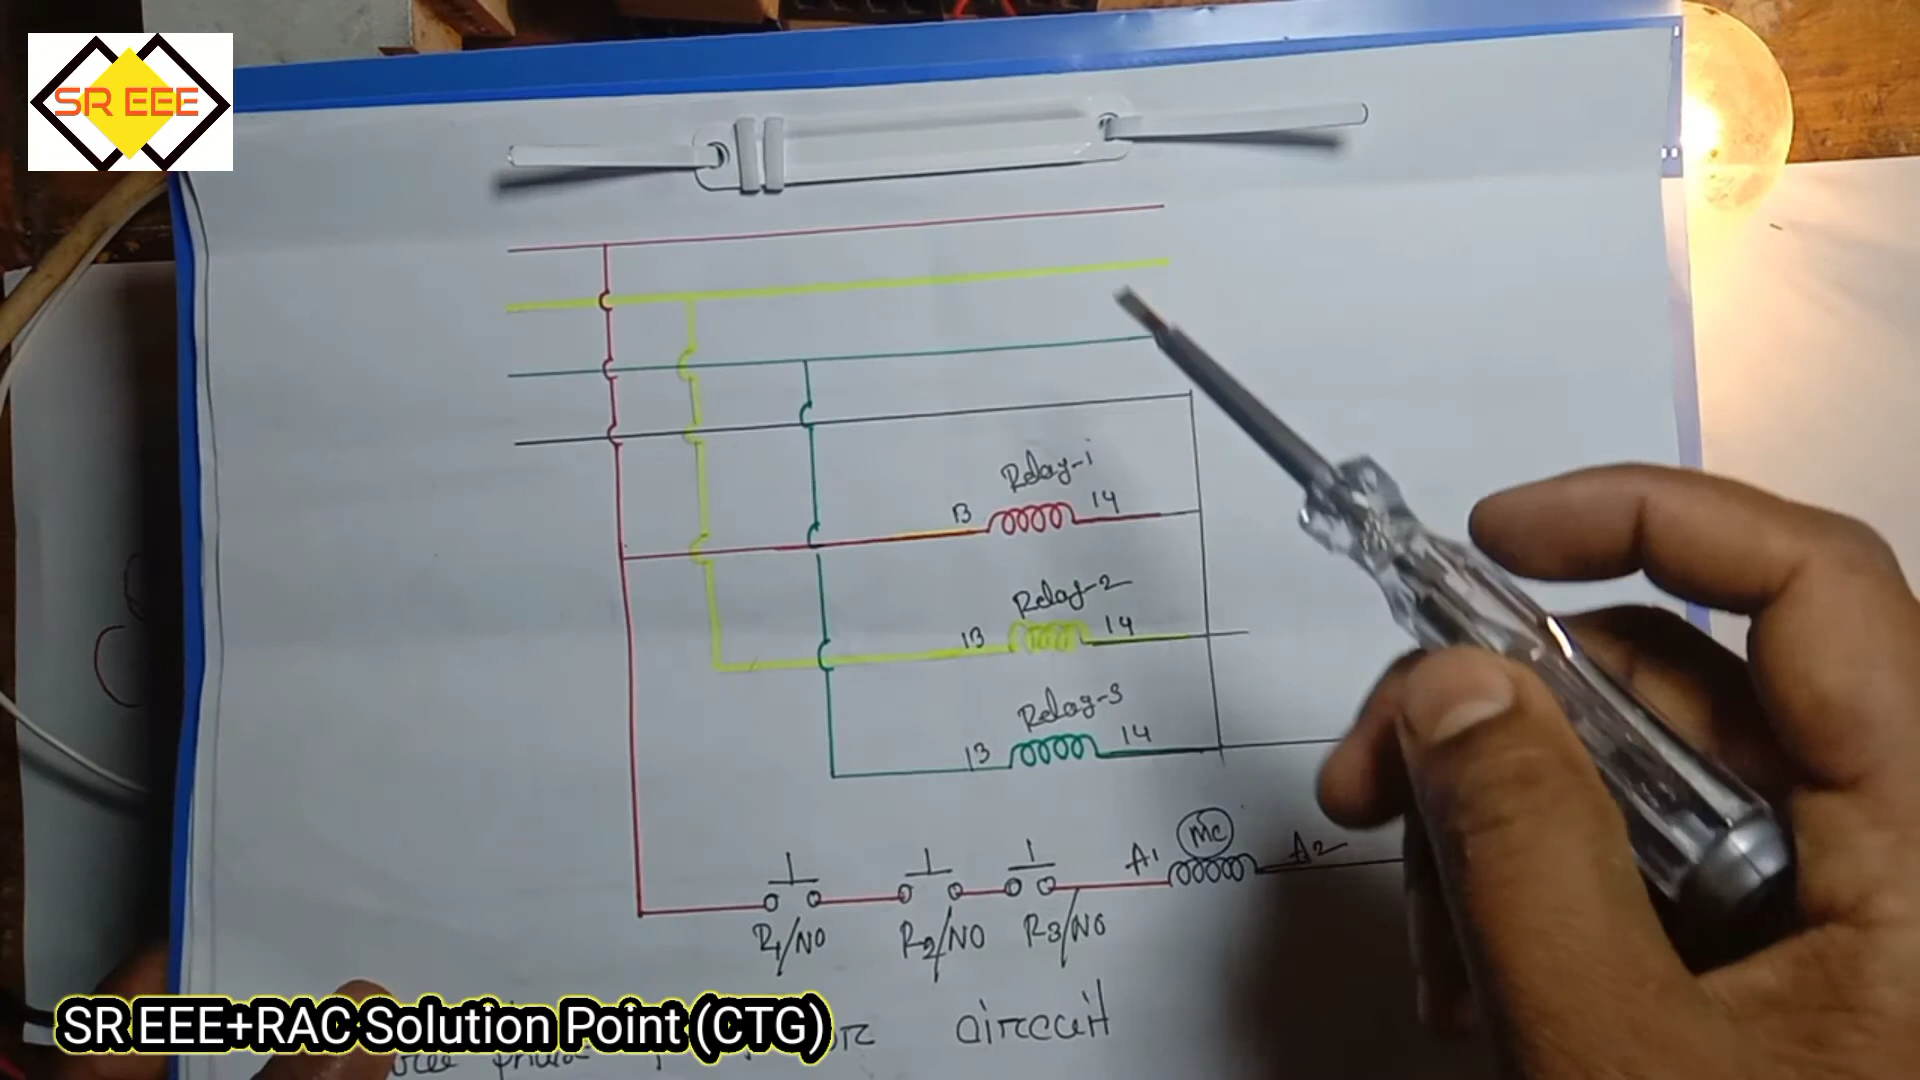 SR EEE
Relay-1
13 14
Relay-2
13 14
Relay-3
13 14
MC
A1 A2
R1/NO R2/NO R3/NO
circuit
SR EEE+RAC Solution Point (CTG)